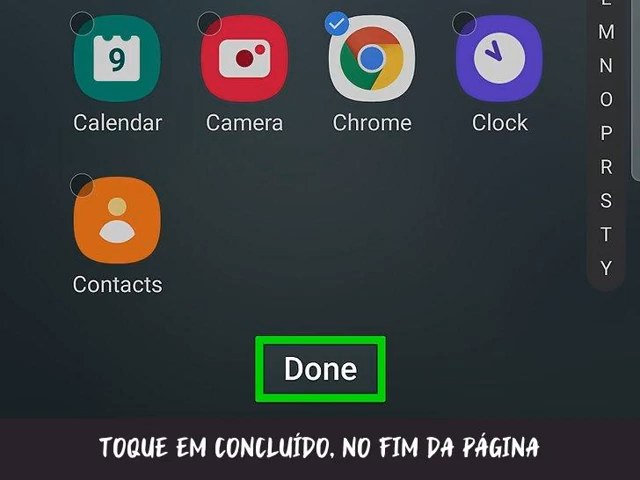 E
M
9
Calendar Camera Chrome Clock
N
O
P
R
S
T
Y
Contacts
Done
TOQUE EM CONCLUÍDO, NO FIM DA PÁGINA